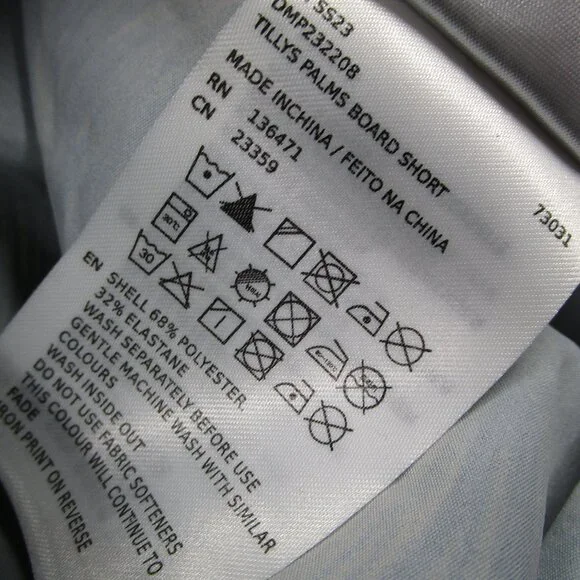 SS23
DMP232208
TILLYS PALMS BOARD SHORT
73031
MADE INCHINA / FEITO NA CHINA
RN 136471
CN 23359
30
EN SHELL 68% POLYESTER.
32% ELASTANE
WASH SEPARATELY BEFORE USE
GENTLE MACHINE WASH WITH SIMILAR
COLOURS
WASH INSIDE OUT
DO NOT USE FABRIC SOFTENERS
THIS COLOUR WILL CONTINUE TO
FADE
RON PRINT ON REVERSE